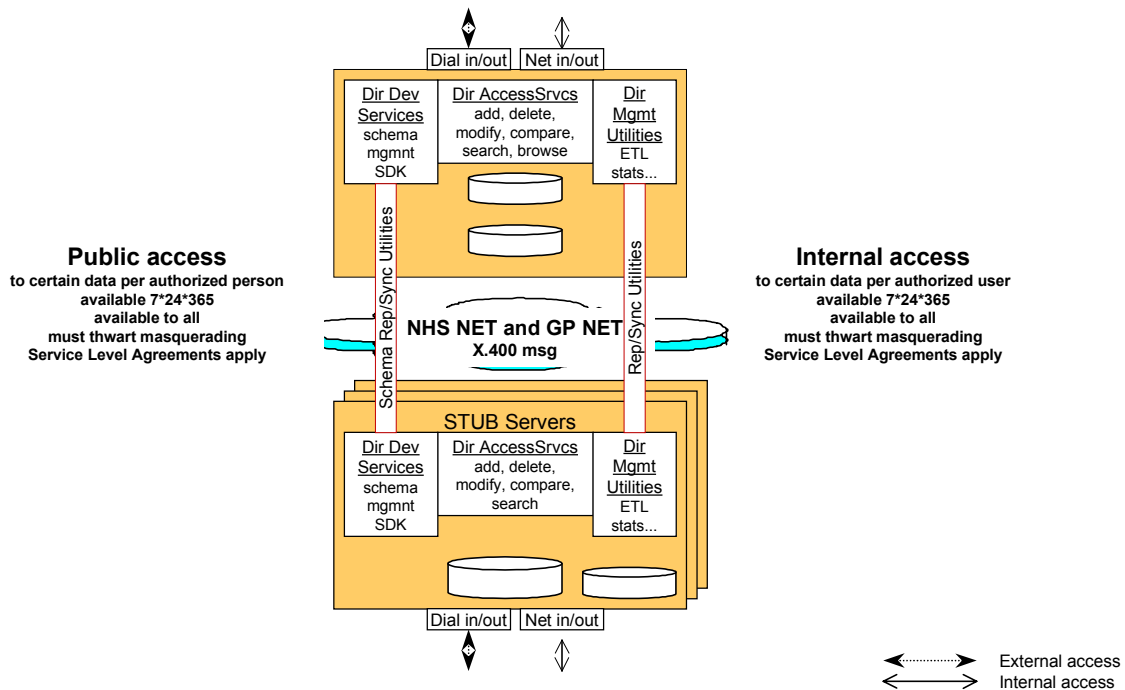 Dial in/out
Net in/out
Dir Dev
Services
schema
mgmnt
SDK
Dir AccessSrvcs
add, delete,
modify, compare,
search, browse
Dir
Mgmt
Utilities
ETL
stats...
Public access
to certain data per authorized person
available 7*24*365
available to all
must thwart masquerading
Service Level Agreements apply
Schema Rep/Sync Utilities
NHS NET and GP NET
X.400 msg
Rep/Sync Utilities
Internal access
to certain data per authorized user
available 7*24*365
available to all
must thwart masquerading
Service Level Agreements apply
STUB Servers
Dir Dev
Services
schema
mgmnt
SDK
Dir AccessSrvcs
add, delete,
modify, compare,
search
Dir
Mgmt
Utilities
ETL
stats...
Dial in/out
Net in/out
External access
Internal access